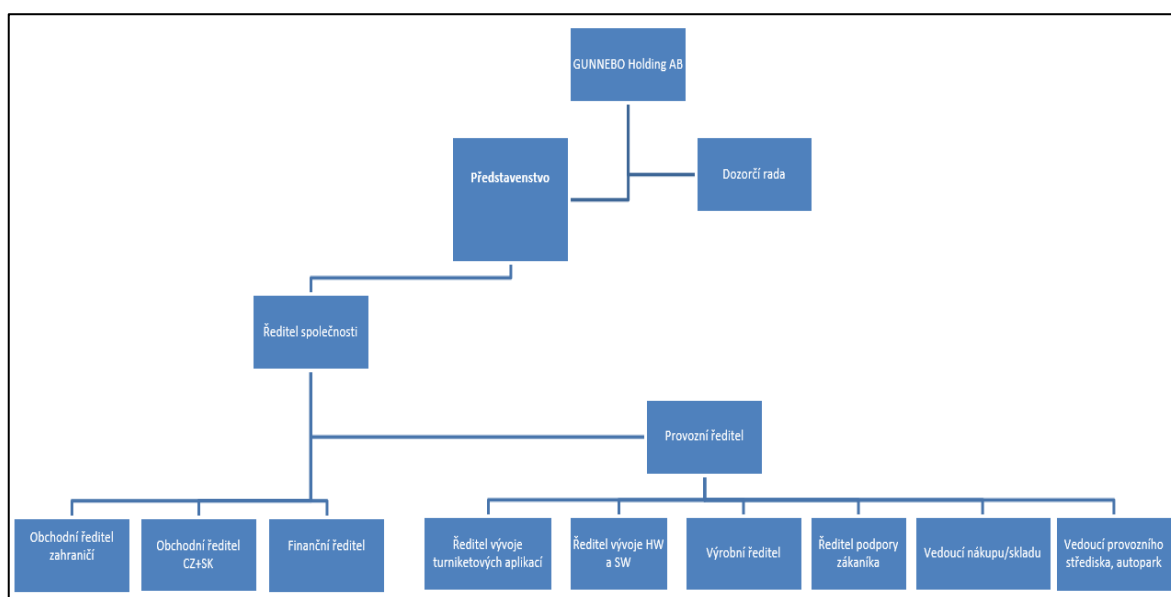 GUNNEBO Holding AB
Představenstvo
Dozorčí rada
Ředitel společnosti
Provozní ředitel
Obchodní ředitel
zahraničí
Obchodní ředitel
CZ+SK
Finanční ředitel
Ředitel vývoje
turniketových aplikací
Ředitel vývoje HW
a SW
Výrobní ředitel
Ředitel podpory
zákaníka
Vedoucí nákupu/skladu
Vedoucí provozního
střediska, autopark